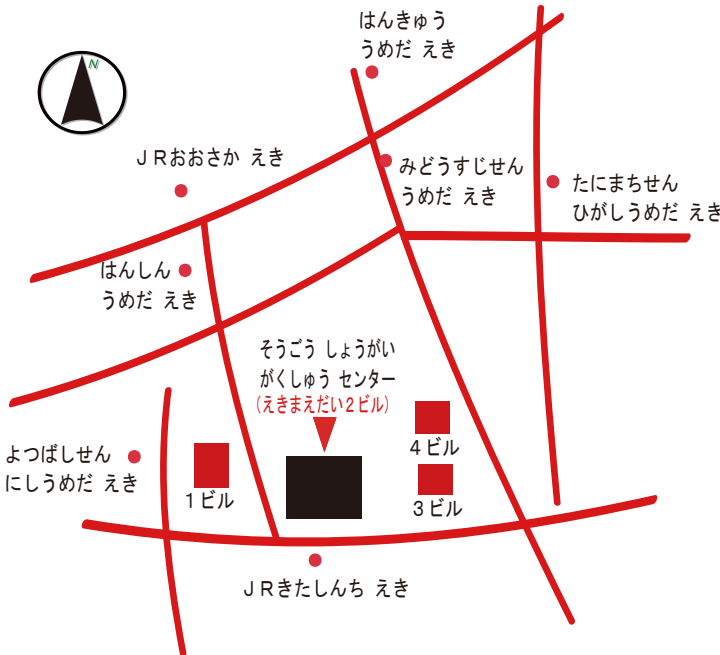 はんきゅう
うめだ えき
N
ＪＲおおさか えき
みどうすじせん
うめだ えき
たにまちせん
ひがしうめだ えき
はんしん
うめだ えき
そうごう しょうがい
がくしゅう センター
(えきまえだい２ビル)
４ビル
よつばしせん
にしうめだ えき
１ビル
３ビル
ＪＲきたしんち えき